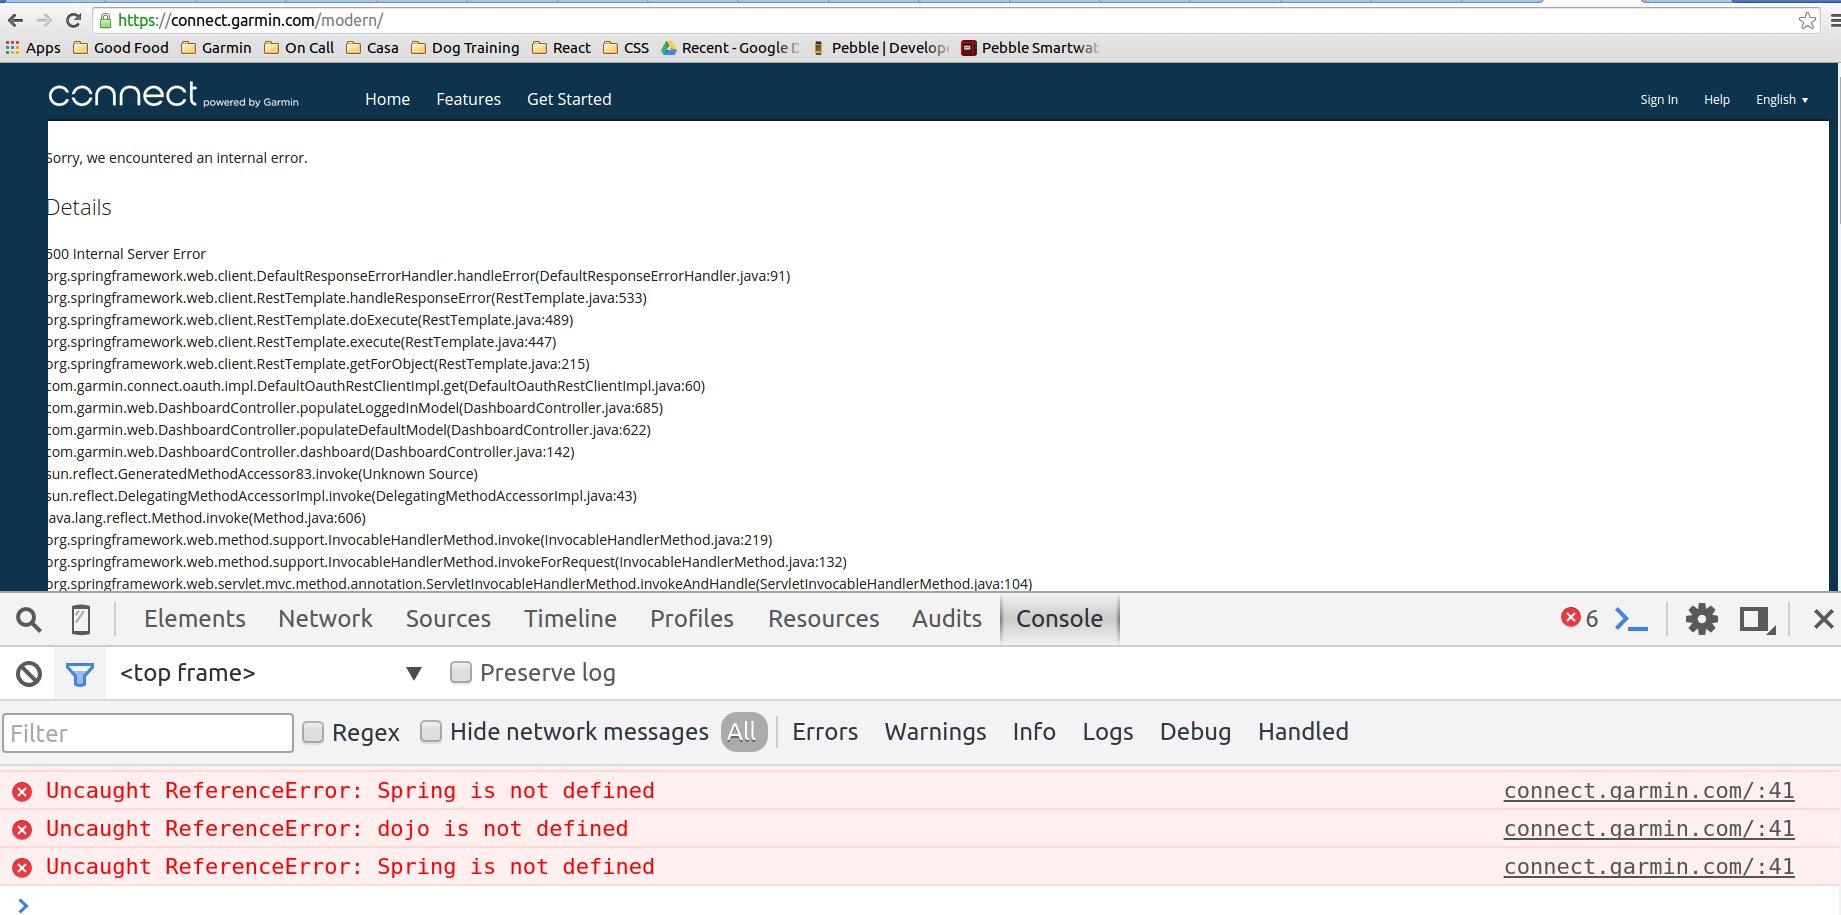 https://connect.garmin.com/modern/
Apps Good Food Garmin On Call Casa Dog Training React CSS Recent - Google D Pebble | Develop Pebble Smartwat
connect powered by Garmin Home Features Get Started Sign In Help English ▼
Sorry, we encountered an internal error.
Details
500 Internal Server Error
org.springframework.web.client.DefaultResponseErrorHandler.handleError(DefaultResponseErrorHandler.java:91)
org.springframework.web.client.RestTemplate.handleResponseError(RestTemplate.java:533)
org.springframework.web.client.RestTemplate.doExecute(RestTemplate.java:489)
org.springframework.web.client.RestTemplate.execute(RestTemplate.java:447)
org.springframework.web.client.RestTemplate.getForObject(RestTemplate.java:215)
com.garmin.connect.oauth.impl.DefaultOauthRestClientImpl.get(DefaultOauthRestClientImpl.java:60)
com.garmin.web.DashboardController.populateLoggedInModel(DashboardController.java:685)
com.garmin.web.DashboardController.populateDefaultModel(DashboardController.java:622)
com.garmin.web.DashboardController.dashboard(DashboardController.java:142)
sun.reflect.GeneratedMethodAccessor83.invoke(Unknown Source)
sun.reflect.DelegatingMethodAccessorImpl.invoke(DelegatingMethodAccessorImpl.java:43)
java.lang.reflect.Method.invoke(Method.java:606)
org.springframework.web.method.support.InvocableHandlerMethod.invoke(InvocableHandlerMethod.java:219)
org.springframework.web.method.support.InvocableHandlerMethod.invokeForRequest(InvocableHandlerMethod.java:132)
org.springframework.web.servlet.mvc.method.annotation.ServletInvocableHandlerMethod.invokeAndHandle(ServletInvocableHandlerMethod.java:104)
Elements Network Sources Timeline Profiles Resources Audits Console 6
<top frame> ▼ Preserve log
Filter Regex Hide network messages All Errors Warnings Info Logs Debug Handled
Uncaught ReferenceError: Spring is not defined connect.garmin.com/:41
Uncaught ReferenceError: dojo is not defined connect.garmin.com/:41
Uncaught ReferenceError: Spring is not defined connect.garmin.com/:41